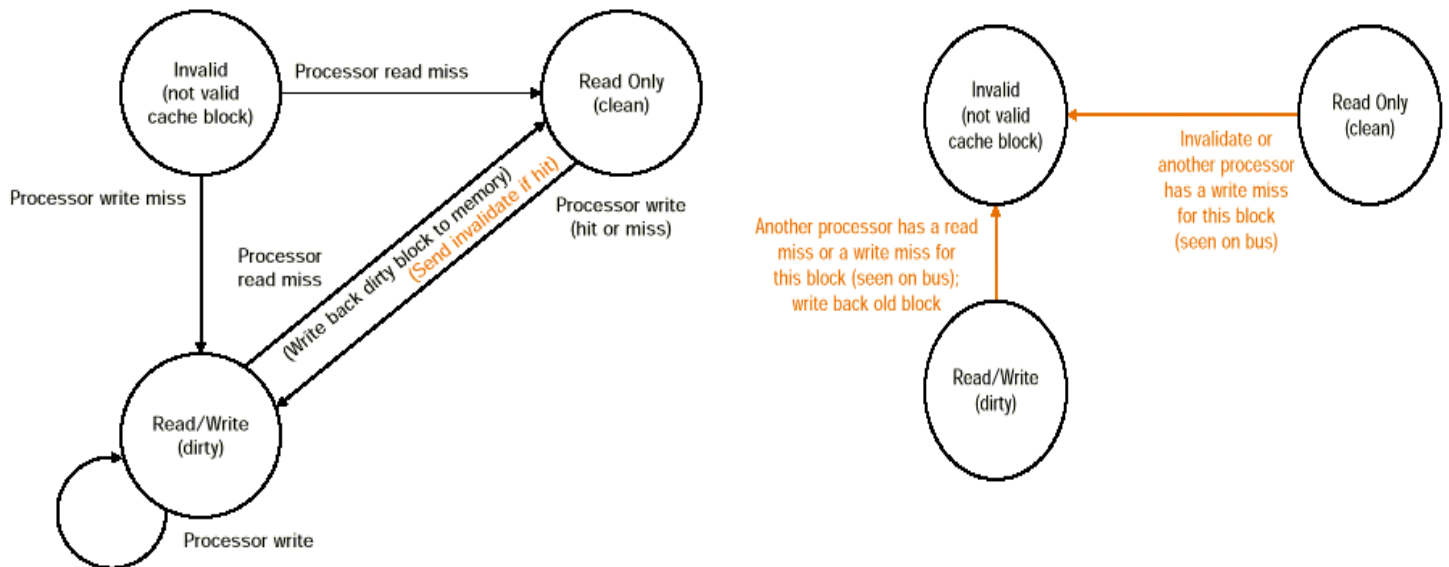 Invalid
(not valid
cache block)
Processor read miss
Read Only
(clean)
Processor write miss
Processor
read miss
(Write back dirty block to memory)
(Send invalidate if hit)
Processor write
(hit or miss)
Read/Write
(dirty)
Processor write
Invalid
(not valid
cache block)
Read Only
(clean)
Invalidate or
another processor
has a write miss
for this block
(seen on bus)
Another processor has a read
miss or a write miss for
this block (seen on bus);
write back old block
Read/Write
(dirty)